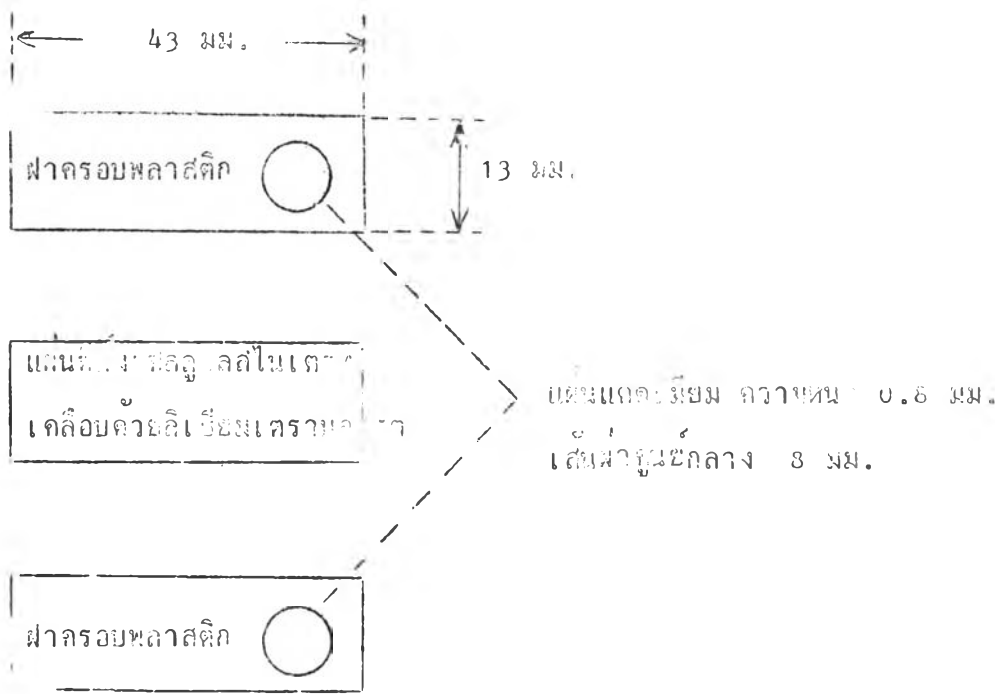 43 มม.
ฝาครอบพลาสติก
13 มม.
เคลือบด้วยลิเธียมเตรา
แผ่นแคดเมียม ความหนา 0.8 มม.
เส้นผ่าศูนย์กลาง 8 มม.
ฝาครอบพลาสติก